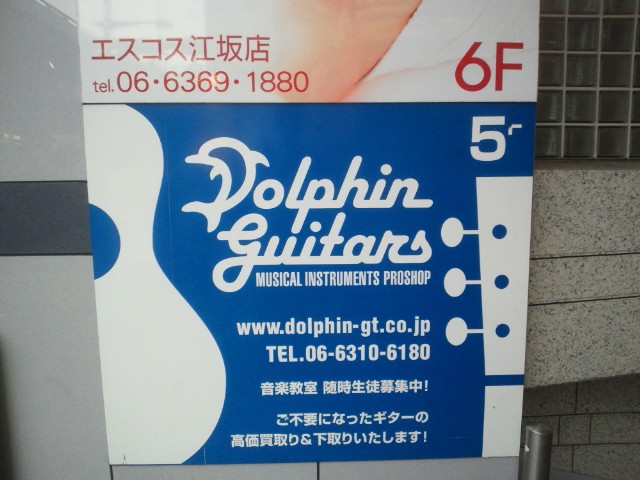 エスコス江坂店
tel. 06・6369・1880
6F
5F
Dolphin
Guitars
MUSICAL INSTRUMENTS PROSHOP
www.dolphin-gt.co.jp
TEL.06-6310-6180
音楽教室 随時生徒募集中!
ご不要になったギターの
高価買取り&下取りいたします!